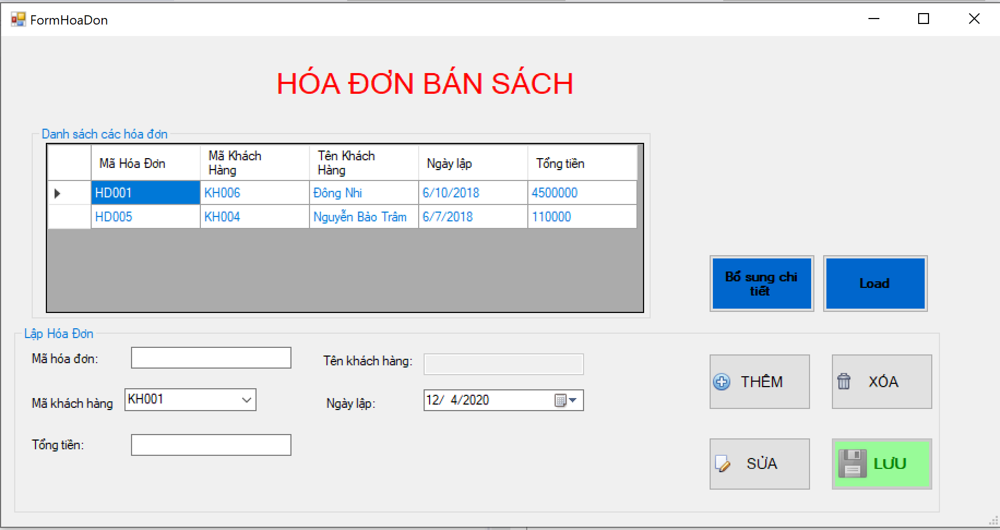 FormHoaDon
HÓA ĐƠN BÁN SÁCH
Danh sách các hóa đơn
Mã Hóa Đơn
Mã Khách
Hàng
Tên Khách
Hàng
Ngày lập
Tổng tiền
HD001 KH006 Đông Nhi 6/10/2018 4500000
HD005 KH004 Nguyễn Bảo Trâm 6/7/2018 110000
Bổ sung chi
tiết
Load
Lập Hóa Đơn
Mã hóa đơn:
Tên khách hàng:
THÊM
XÓA
Mã khách hàng KH001
Ngày lập: 12/ 4/2020
Tổng tiền:
SỬA
LƯU